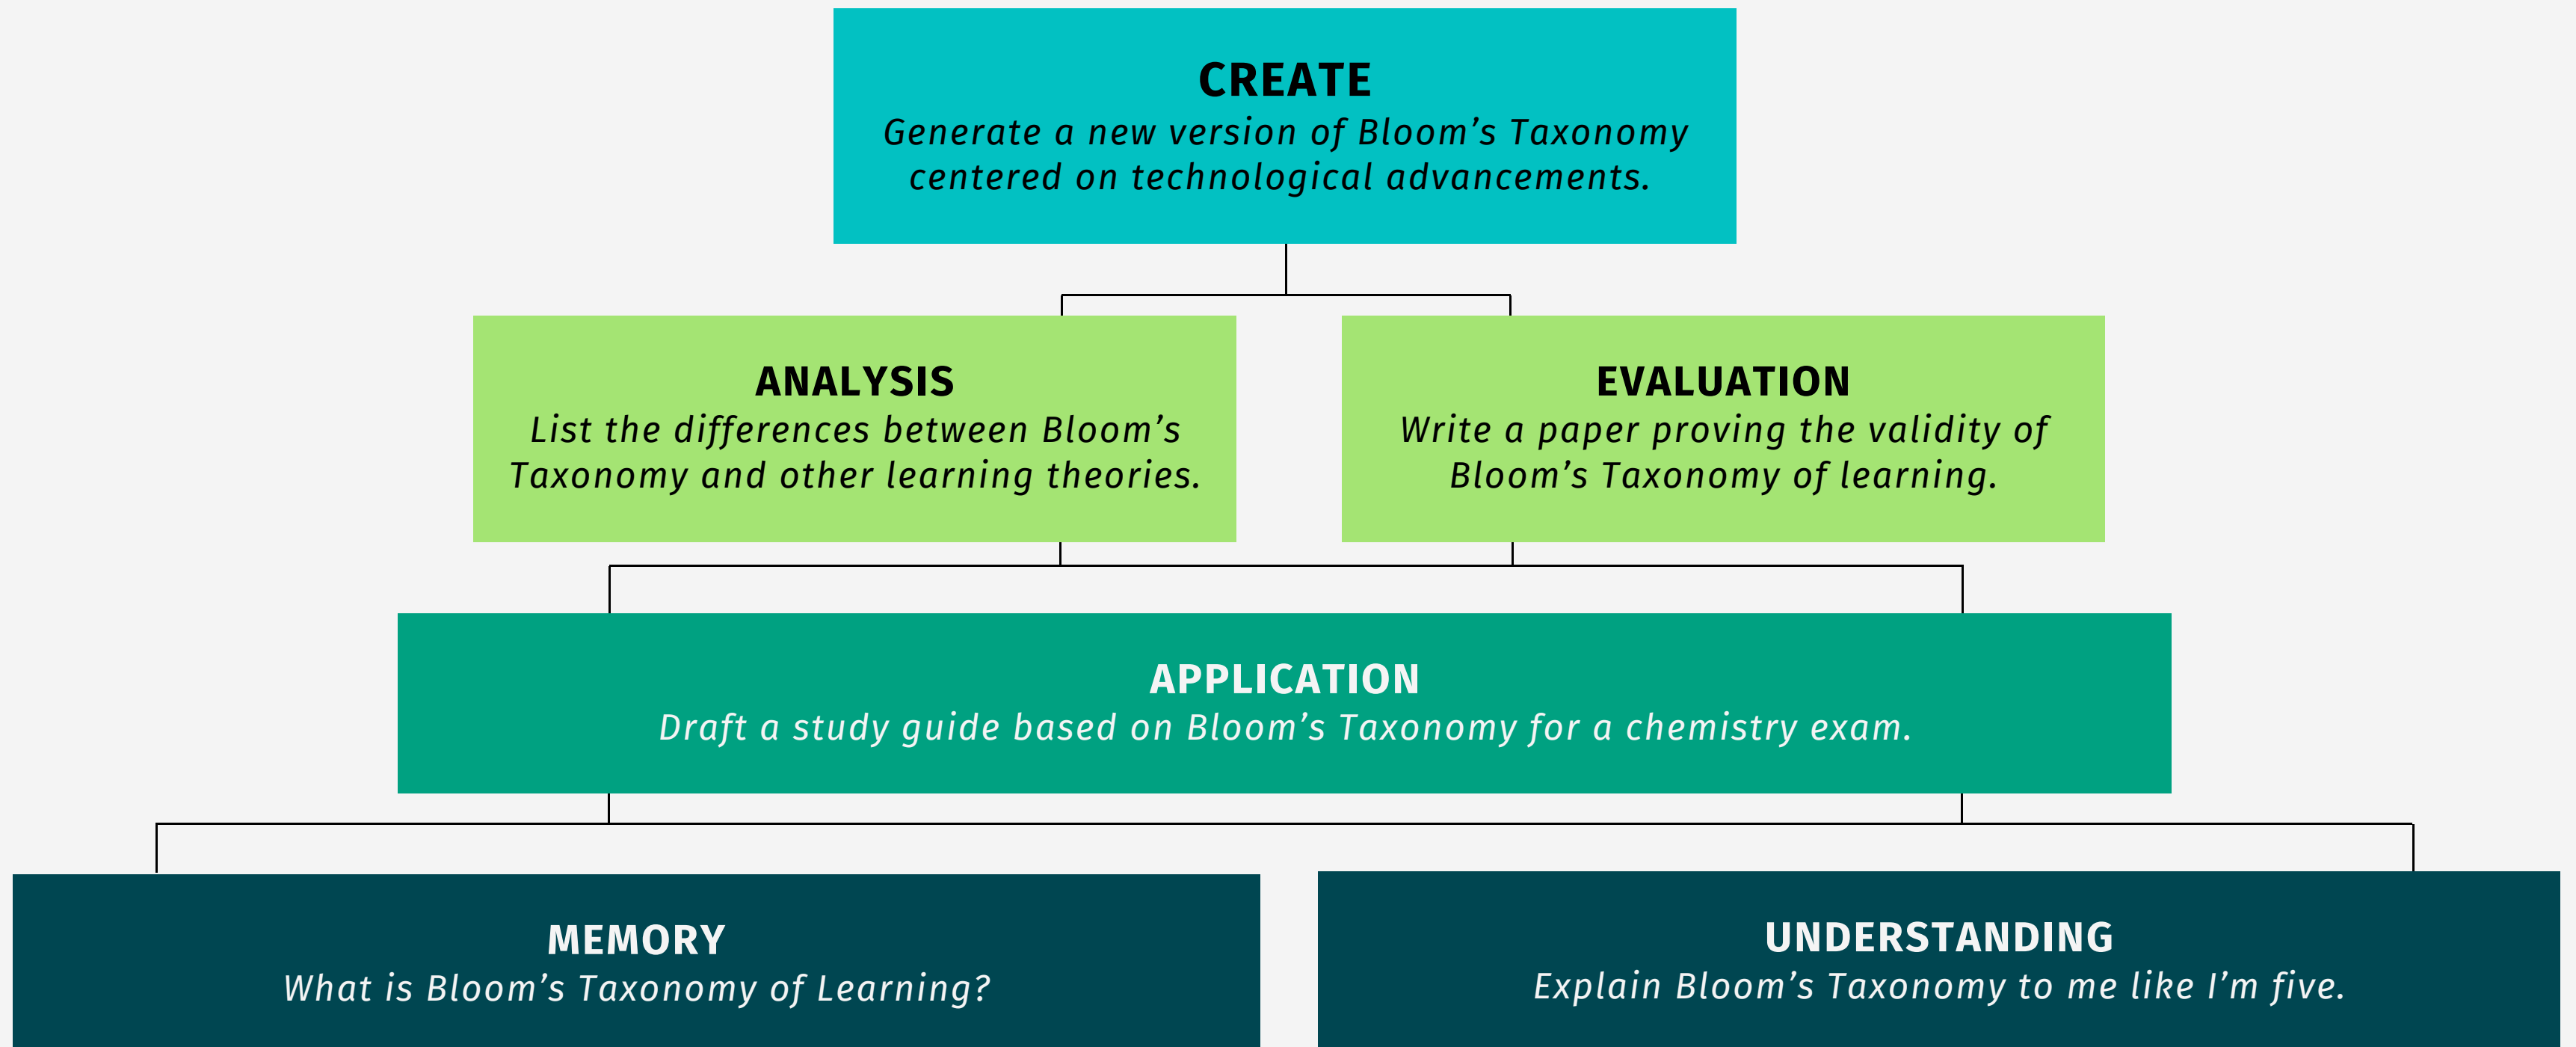 CREATE
Generate a new version of Bloom’s Taxonomy
centered on technological advancements.
ANALYSIS
List the differences between Bloom’s
Taxonomy and other learning theories.
EVALUATION
Write a paper proving the validity of
Bloom’s Taxonomy of learning.
APPLICATION
Draft a study guide based on Bloom’s Taxonomy for a chemistry exam.
MEMORY
What is Bloom’s Taxonomy of Learning?
UNDERSTANDING
Explain Bloom’s Taxonomy to me like I’m five.